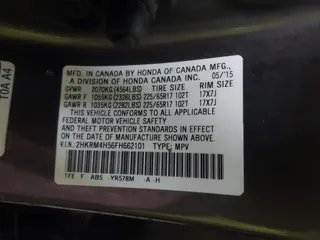 MFD. IN CANADA BY HONDA OF CANADA MFG.,
A DIVISION OF HONDA CANADA INC. 05/15
GVWR 2070KG (4564LBS) TIRE SIZE RIM SIZE
GAWR F 1055KG (2326LBS) 225/65R17 102T 17X7J
GAWR R 1035KG (2282LBS) 225/65R17 102T 17X7J
THIS VEHICLE CONFORMS TO ALL APPLICABLE
FEDERAL MOTOR VEHICLE SAFETY
AND THEFT PREVENTION STANDARDS IN EFFECT
ON THE DATE OF MANUFACTURE SHOWN ABOVE.
V.I.N.: 2HKRM4H56FH662101 TYPE: MPV
TFE F AB5 -YR578M -A -H
T0A A4